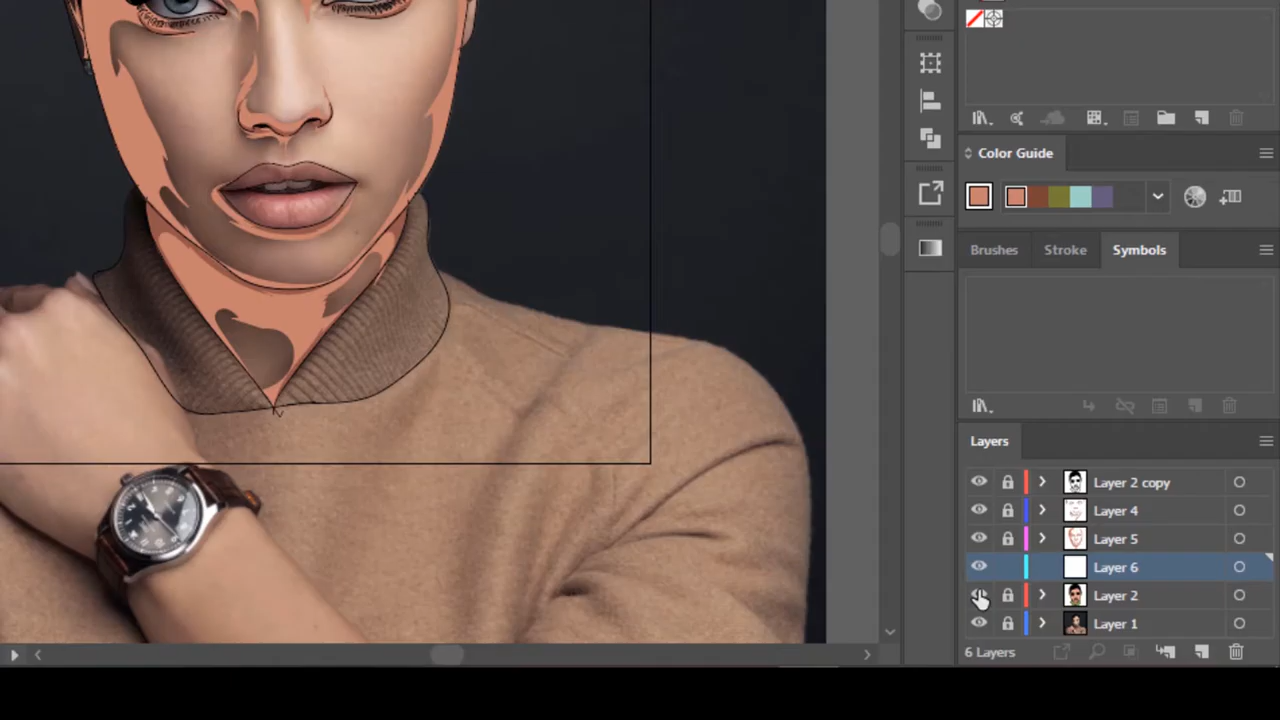 Color Guide
Brushes Stroke Symbols
Layers
Layer 2 copy
Layer 4
Layer 5
Layer 6
Layer 2
Layer 1
6 Layers